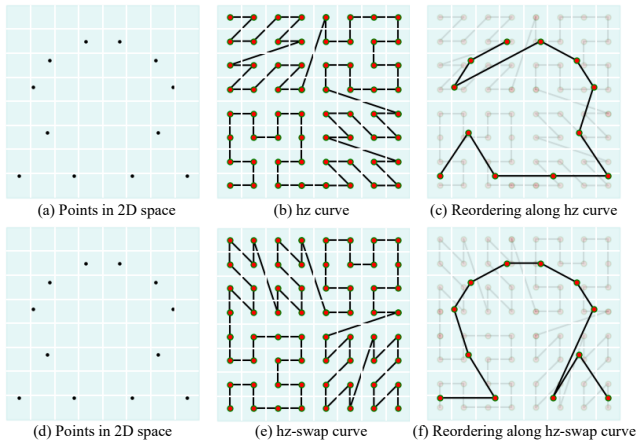 (a) Points in 2D space
(b) hz curve
(c) Reordering along hz curve
(d) Points in 2D space
(e) hz-swap curve
(f) Reordering along hz-swap curve